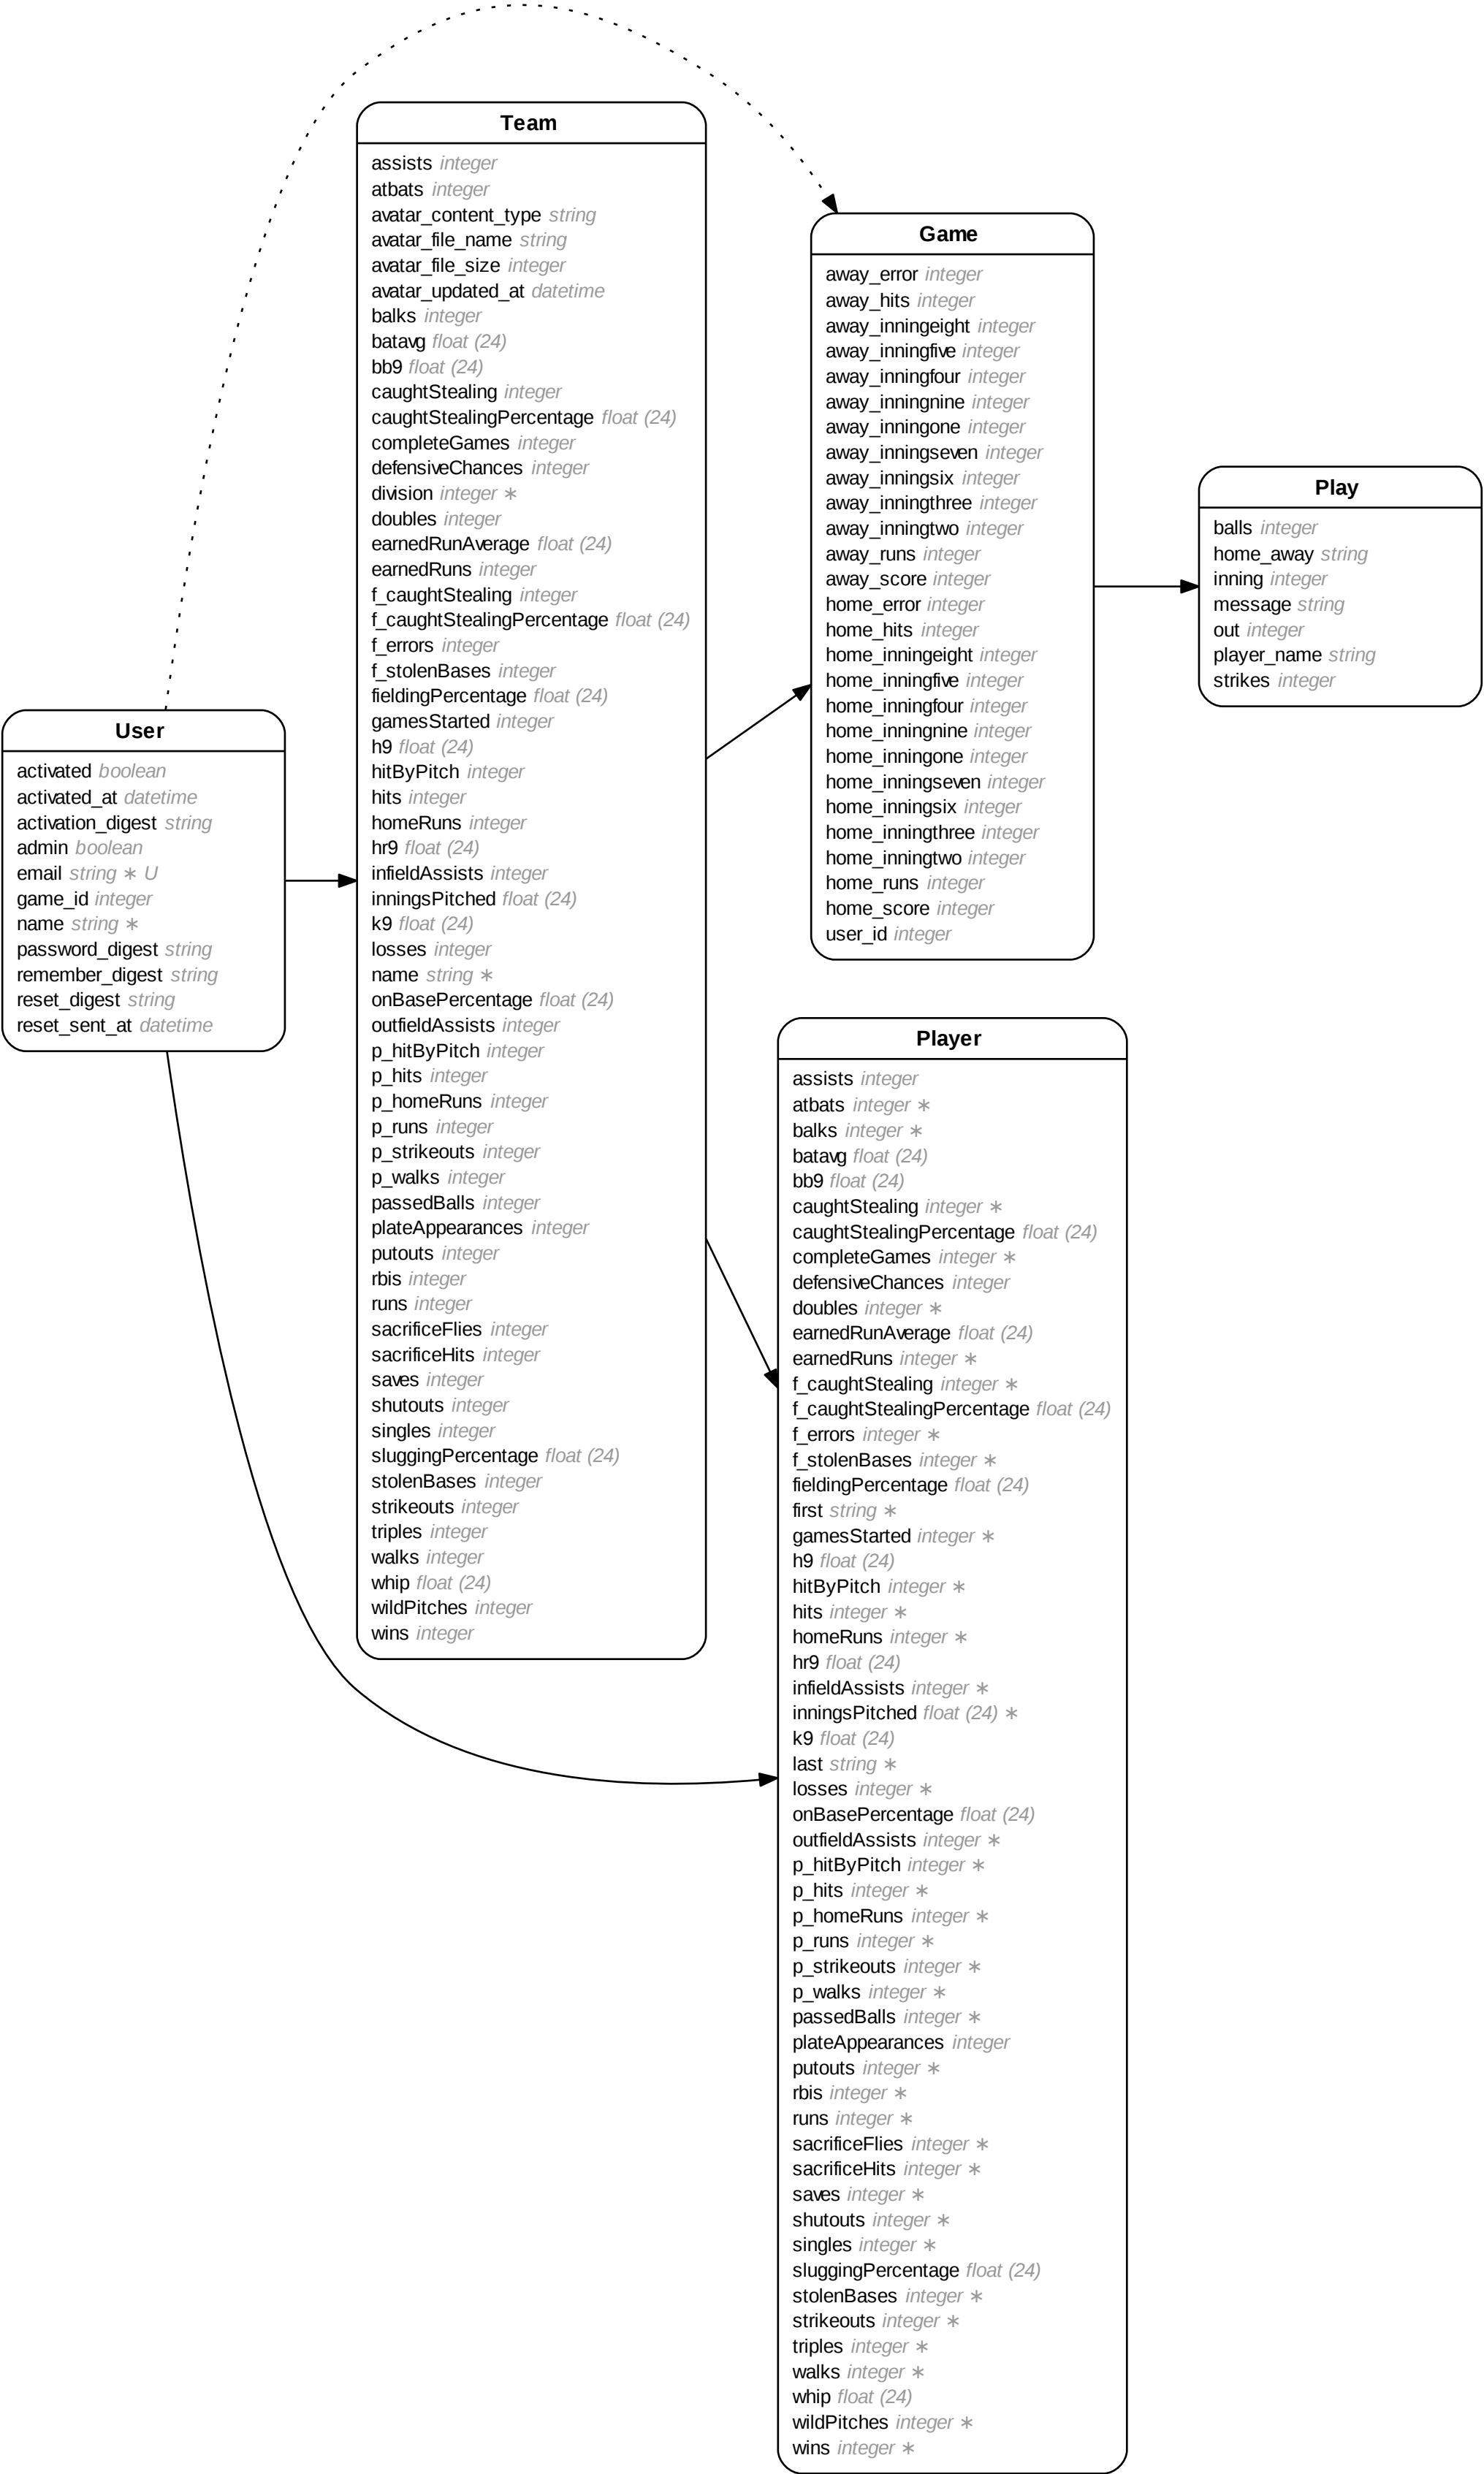 Team
assists integer
atbats integer
avatar_content_type string
avatar_file_name string
avatar_file_size integer
avatar_updated_at datetime
balks integer
batavg float (24)
bb9 float (24)
caughtStealing integer
caughtStealingPercentage float (24)
completeGames integer
defensiveChances integer
division integer ∗
doubles integer
earnedRunAverage float (24)
earnedRuns integer
f_caughtStealing integer
f_caughtStealingPercentage float (24)
f_errors integer
f_stolenBases integer
fieldingPercentage float (24)
gamesStarted integer
h9 float (24)
hitByPitch integer
hits integer
homeRuns integer
hr9 float (24)
infieldAssists integer
inningsPitched float (24)
k9 float (24)
losses integer
name string ∗
onBasePercentage float (24)
outfieldAssists integer
p_hitByPitch integer
p_hits integer
p_homeRuns integer
p_runs integer
p_strikeouts integer
p_walks integer
passedBalls integer
plateAppearances integer
putouts integer
rbis integer
runs integer
sacrificeFlies integer
sacrificeHits integer
saves integer
shutouts integer
singles integer
sluggingPercentage float (24)
stolenBases integer
strikeouts integer
triples integer
walks integer
whip float (24)
wildPitches integer
wins integer
Game
away_error integer
away_hits integer
away_inningeight integer
away_inningfive integer
away_inningfour integer
away_inningnine integer
away_inningone integer
away_inningseven integer
away_inningsix integer
away_inningthree integer
away_inningtwo integer
away_runs integer
away_score integer
home_error integer
home_hits integer
home_inningeight integer
home_inningfive integer
home_inningfour integer
home_inningnine integer
home_inningone integer
home_inningseven integer
home_inningsix integer
home_inningthree integer
home_inningtwo integer
home_runs integer
home_score integer
user_id integer
Play
balls integer
home_away string
inning integer
message string
out integer
player_name string
strikes integer
User
activated boolean
activated_at datetime
activation_digest string
admin boolean
email string ∗ U
game_id integer
name string ∗
password_digest string
remember_digest string
reset_digest string
reset_sent_at datetime
Player
assists integer
atbats integer ∗
balks integer ∗
batavg float (24)
bb9 float (24)
caughtStealing integer ∗
caughtStealingPercentage float (24)
completeGames integer ∗
defensiveChances integer
doubles integer ∗
earnedRunAverage float (24)
earnedRuns integer ∗
f_caughtStealing integer ∗
f_caughtStealingPercentage float (24)
f_errors integer ∗
f_stolenBases integer ∗
fieldingPercentage float (24)
first string ∗
gamesStarted integer ∗
h9 float (24)
hitByPitch integer ∗
hits integer ∗
homeRuns integer ∗
hr9 float (24)
infieldAssists integer ∗
inningsPitched float (24) ∗
k9 float (24)
last string ∗
losses integer ∗
onBasePercentage float (24)
outfieldAssists integer ∗
p_hitByPitch integer ∗
p_hits integer ∗
p_homeRuns integer ∗
p_runs integer ∗
p_strikeouts integer ∗
p_walks integer ∗
passedBalls integer ∗
plateAppearances integer
putouts integer ∗
rbis integer ∗
runs integer ∗
sacrificeFlies integer ∗
sacrificeHits integer ∗
saves integer ∗
shutouts integer ∗
singles integer ∗
sluggingPercentage float (24)
stolenBases integer ∗
strikeouts integer ∗
triples integer ∗
walks integer ∗
whip float (24)
wildPitches integer ∗
wins integer ∗